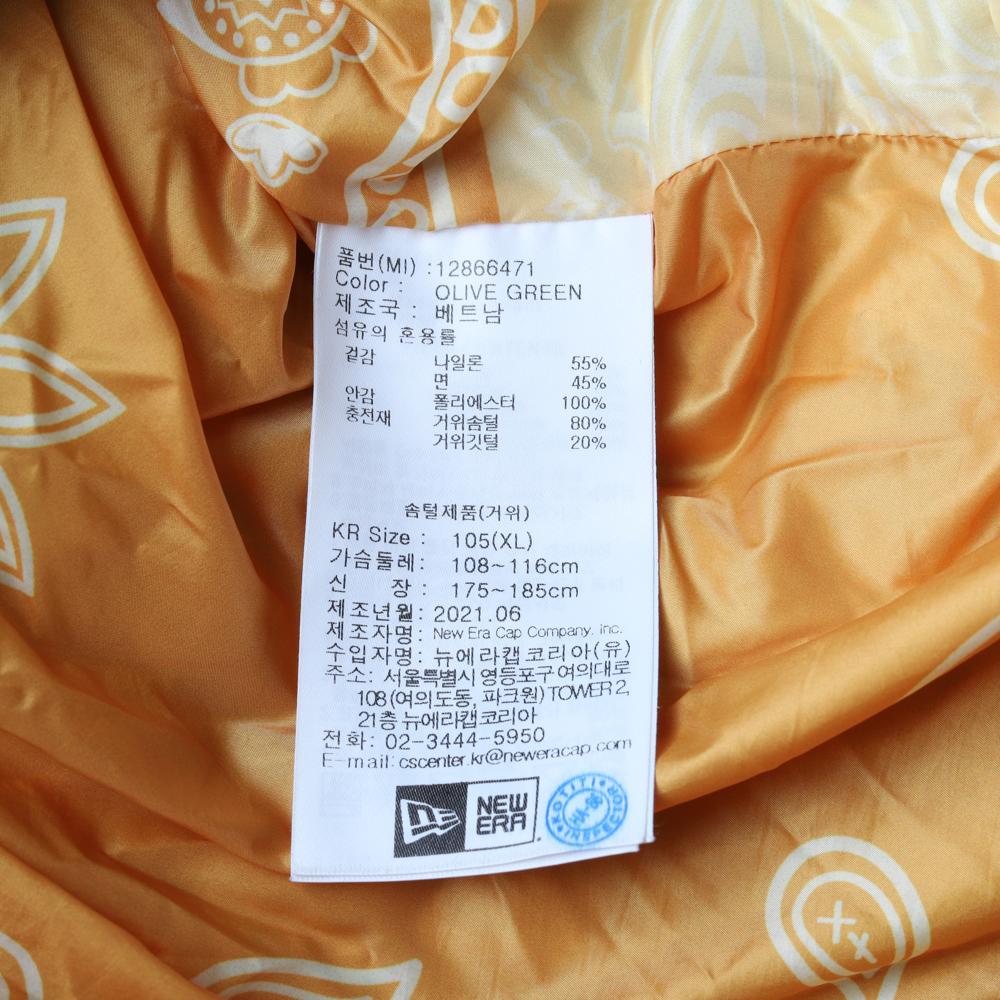 품번(MI) :12866471
Color : OLIVE GREEN
제조국 : 베트남
섬유의 혼용률
겉감 나일론 55%
면 45%
안감 폴리에스터 100%
충전재 거위솜털 80%
거위깃털 20%
솜털제품(거위)
KR Size : 105(XL)
가슴둘레: 108~116cm
신 장: 175~185cm
제조년월: 2021.06
제조자명: New Era Cap Company. Inc.
수입자명: 뉴에라캡코리아(유)
주소: 서울특별시 영등포구 여의대로
108 (여의도동, 파크원) TOWER 2,
21층 뉴에라캡코리아
전화: 02-3444-5950
E-mail: cscenter.kr@neweracap.com
NEW
ERA
KOTITI INSPECTION